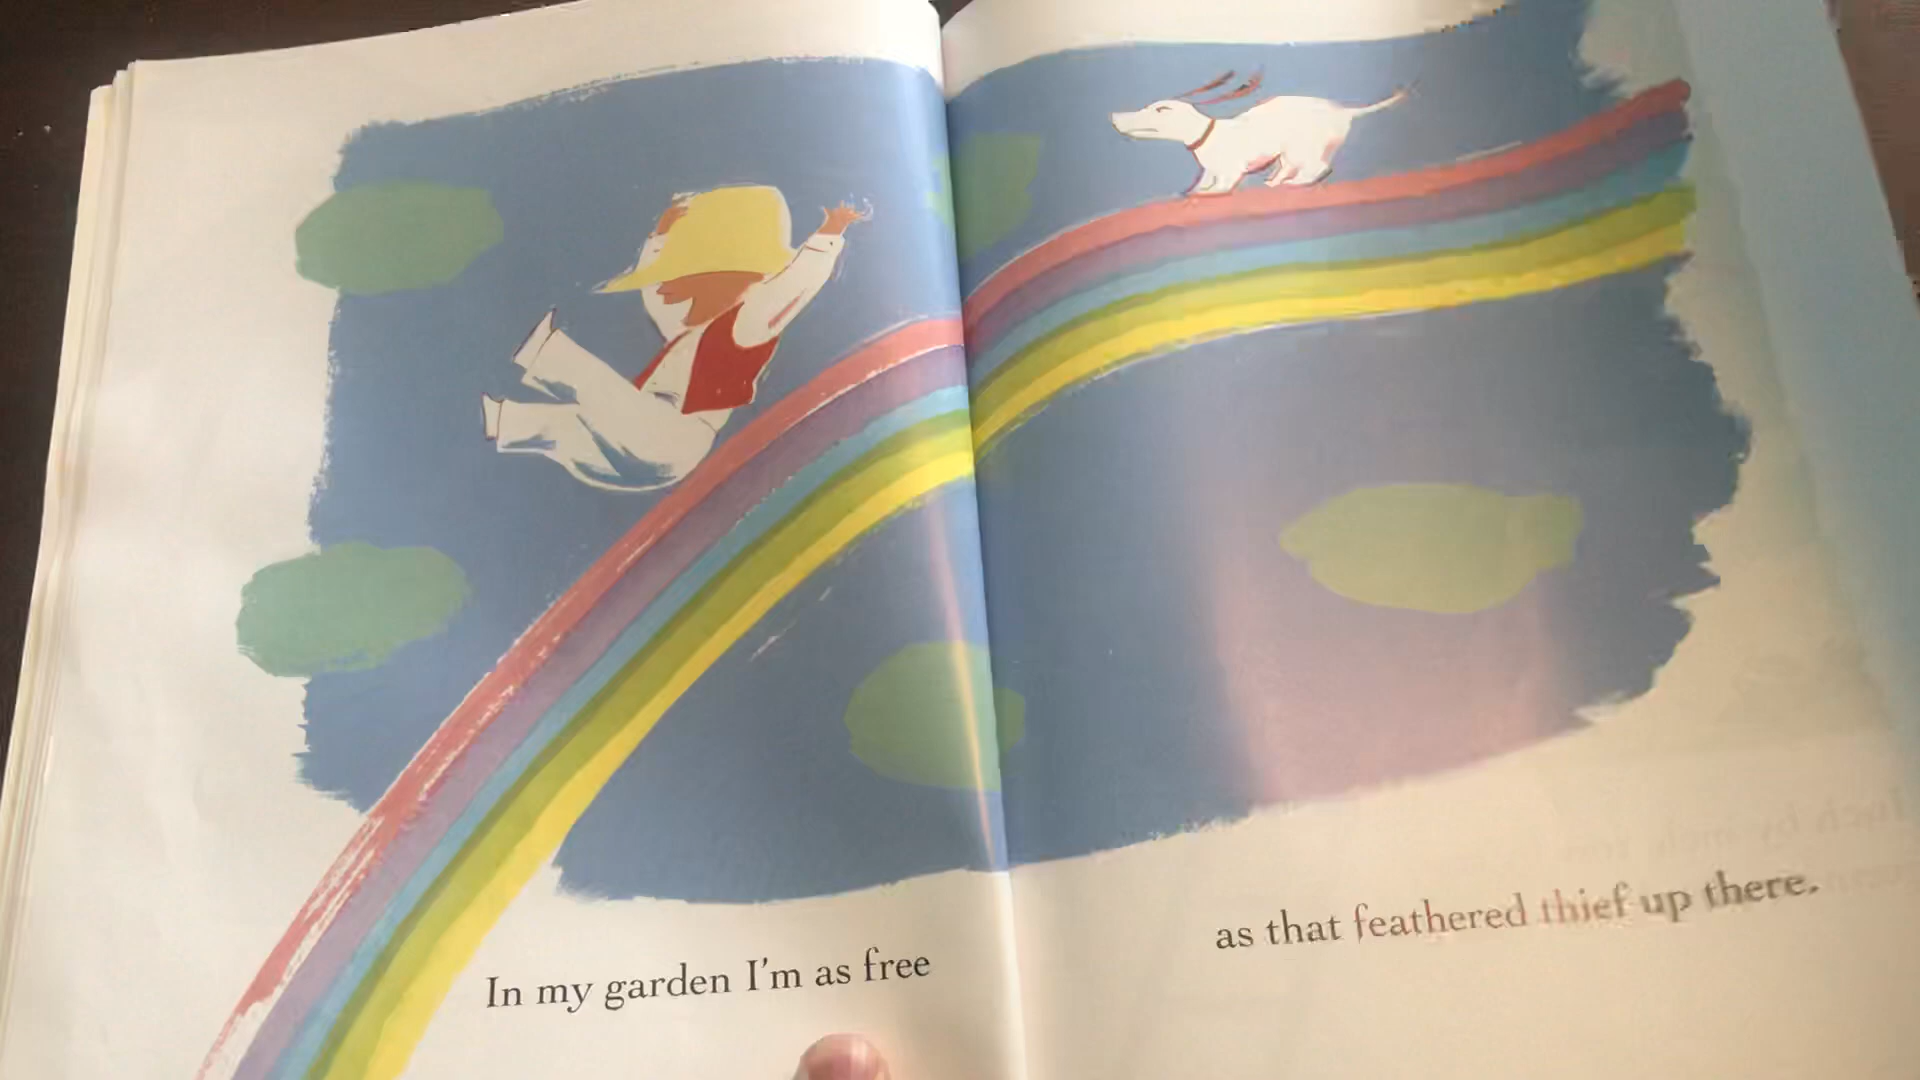 In my garden I'm as free
as that feathered thief up there.